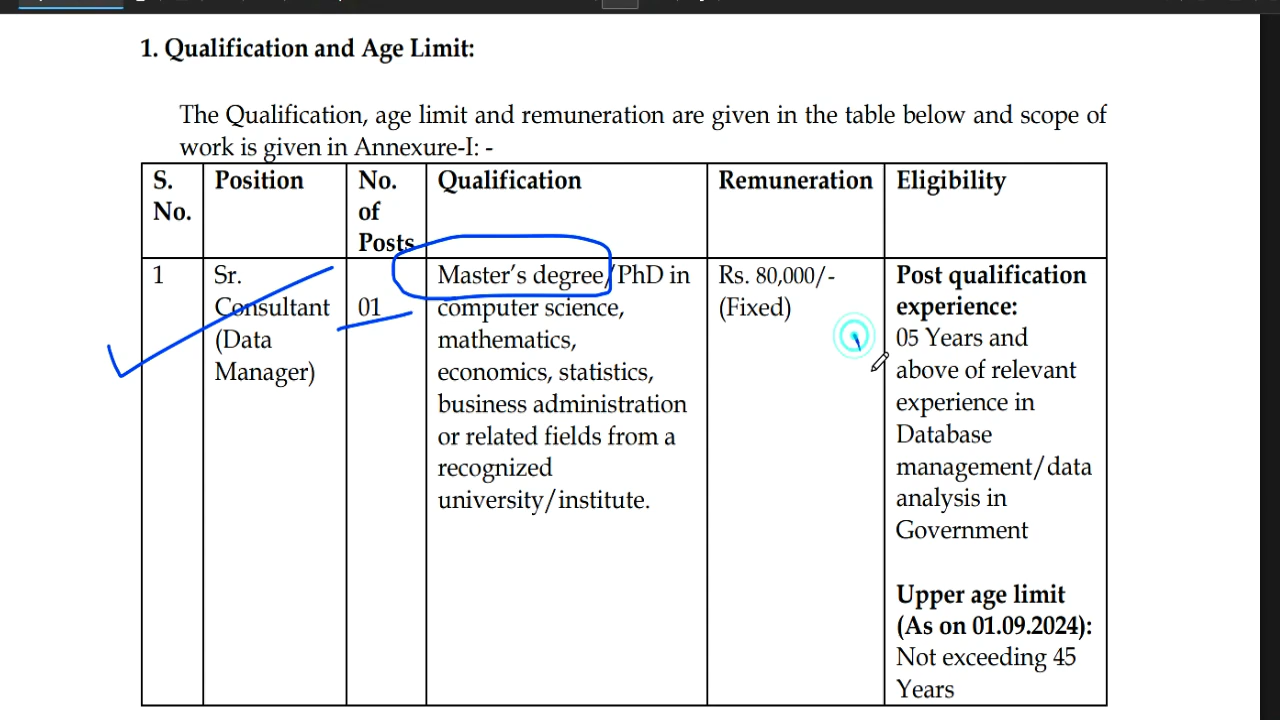 1. Qualification and Age Limit:
The Qualification, age limit and remuneration are given in the table below and scope of
work is given in Annexure-I: -
S.
No.
Position
No.
of
Posts
Qualification
Remuneration
Eligibility
1
Sr.
Consultant
(Data
Manager)
01
Master's degree/PhD in
computer science,
mathematics,
economics, statistics,
business administration
or related fields from a
recognized
university/institute.
Rs. 80,000/-
(Fixed)
Post qualification
experience:
05 Years and
above of relevant
experience in
Database
management/data
analysis in
Government
Upper age limit
(As on 01.09.2024):
Not exceeding 45
Years